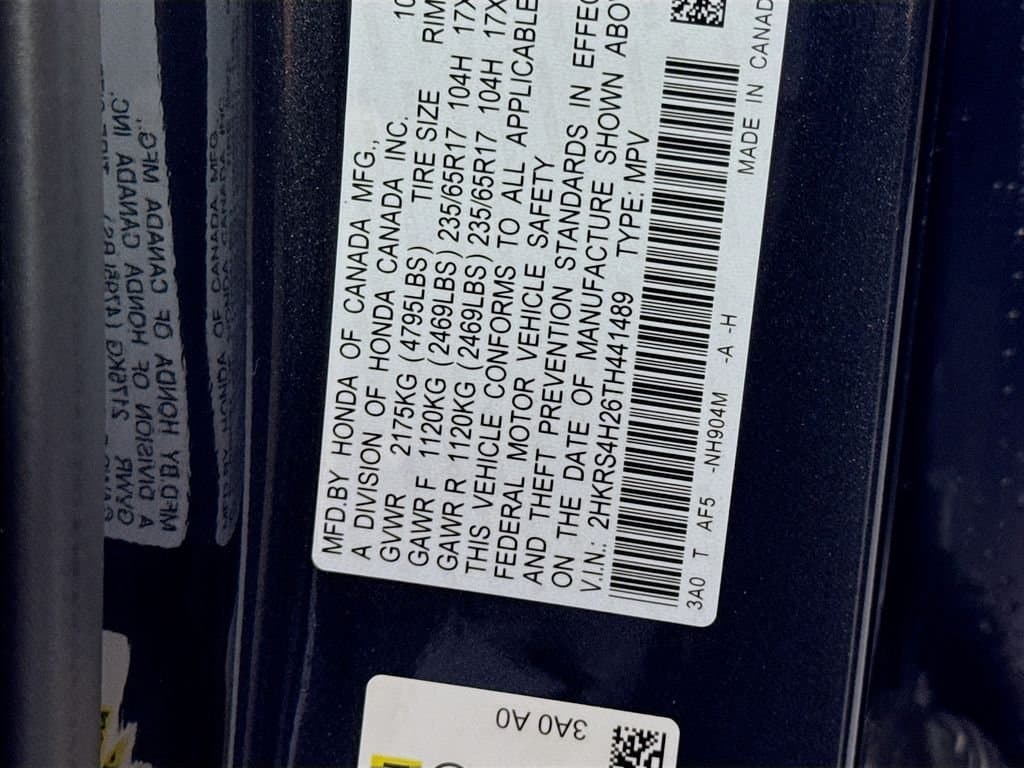 MFD.BY HONDA OF CANADA MFG.,
A DIVISION OF HONDA CANADA INC.
GVWR 2175KG (4795LBS) TIRE SIZE RIM
GAWR F 1120KG (2469LBS) 235/65R17 104H 17X
GAWR R 1120KG (2469LBS) 235/65R17 104H 17X
THIS VEHICLE CONFORMS TO ALL APPLICABLE
FEDERAL MOTOR VEHICLE SAFETY
AND THEFT PREVENTION STANDARDS IN EFFEC
ON THE DATE OF MANUFACTURE SHOWN ABO
V.I.N.: 2HKRS4H26TH441489 TYPE: MPV
3A0 T AF5 -NH904M -A -H MADE IN CANAD
3A0 A0